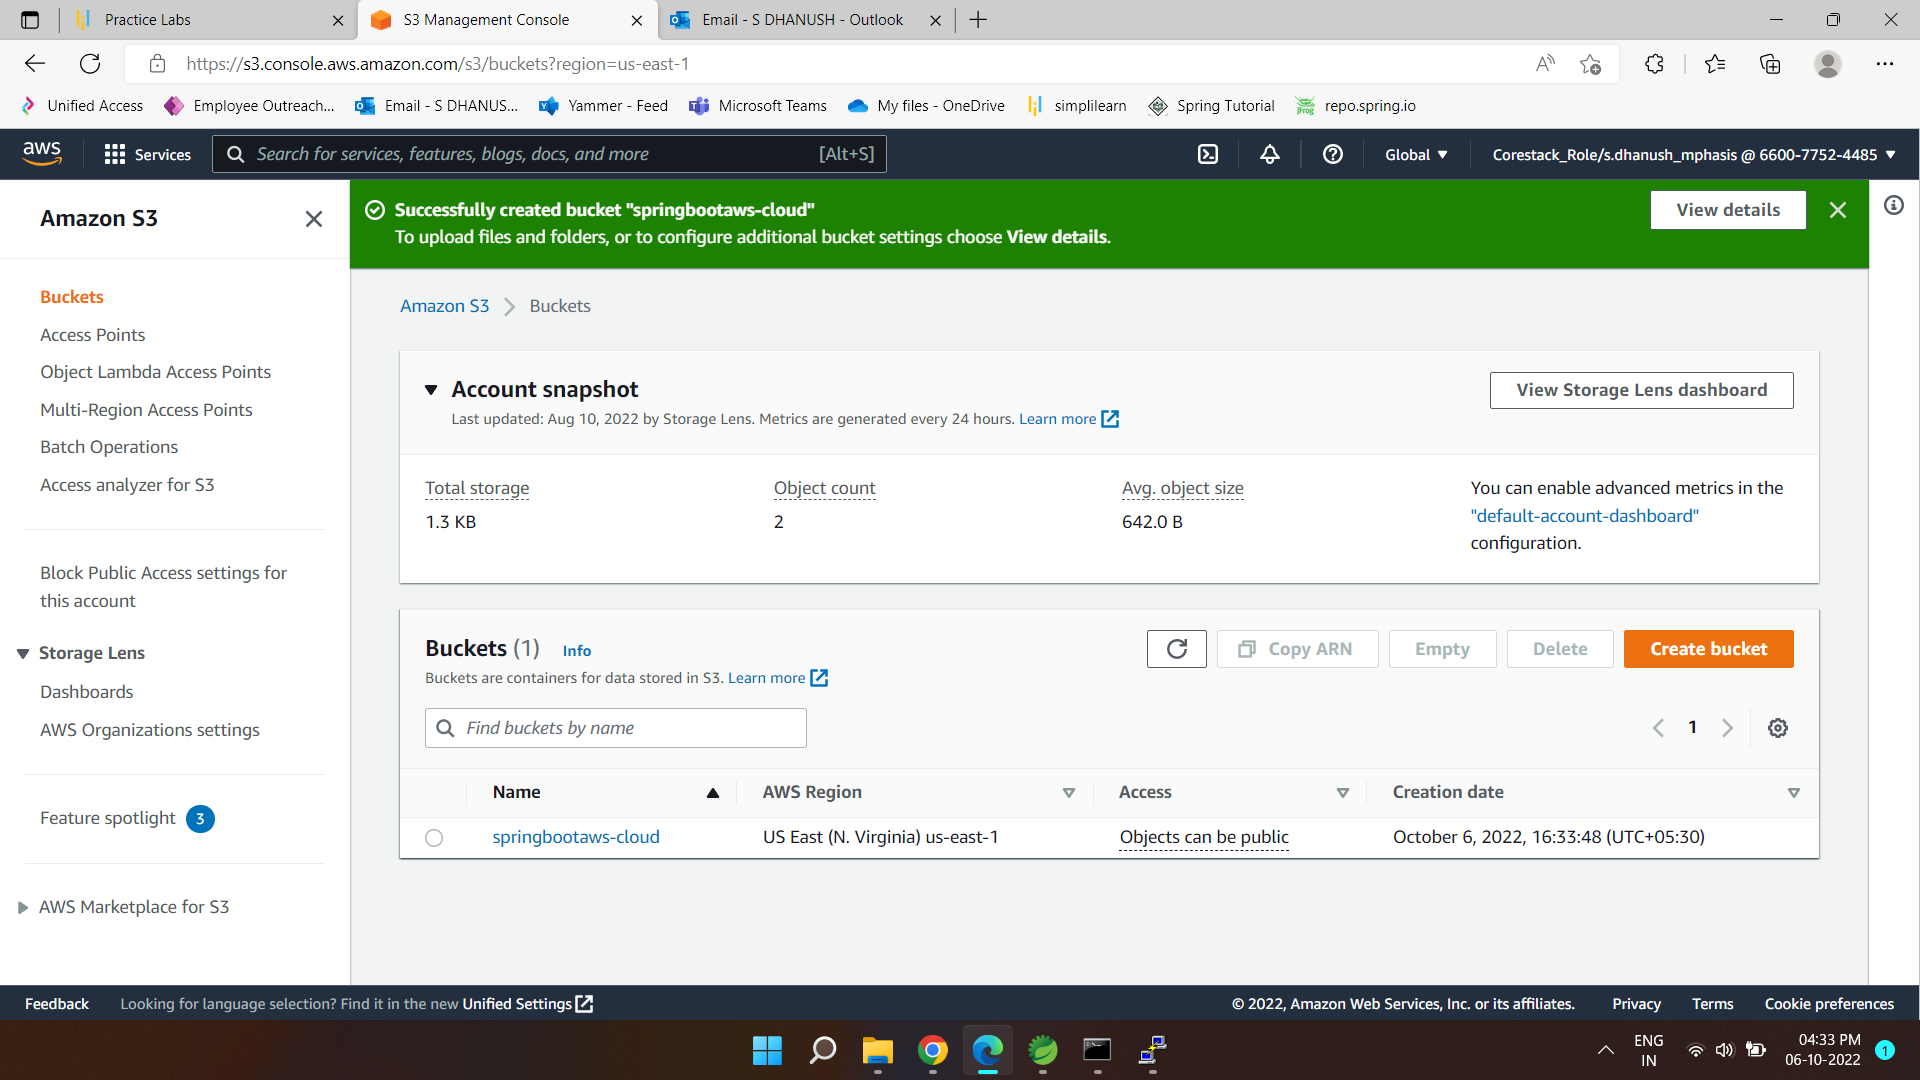 Practice Labs
S3 Management Console
Email - S DHANUSH - Outlook
https://s3.console.aws.amazon.com/s3/buckets?region=us-east-1
Unified Access
Employee Outreach...
Email - S DHANUS...
Yammer - Feed
Microsoft Teams
My files - OneDrive
simplilearn
Spring Tutorial
repo.spring.io
aws
Services
Search for services, features, blogs, docs, and more
[Alt+S]
Global
Corestack_Role/s.dhanush_mphasis @ 6600-7752-4485
Amazon S3
Buckets
Access Points
Object Lambda Access Points
Multi-Region Access Points
Batch Operations
Access analyzer for S3
Block Public Access settings for
this account
Storage Lens
Dashboards
AWS Organizations settings
Feature spotlight 3
AWS Marketplace for S3
Successfully created bucket "springbootaws-cloud"
To upload files and folders, or to configure additional bucket settings choose View details.
View details
Amazon S3
Buckets
Account snapshot
Last updated: Aug 10, 2022 by Storage Lens. Metrics are generated every 24 hours. Learn more
View Storage Lens dashboard
Total storage
1.3 KB
Object count
2
Avg. object size
642.0 B
You can enable advanced metrics in the
"default-account-dashboard"
configuration.
Buckets (1) Info
Buckets are containers for data stored in S3. Learn more
Copy ARN
Empty
Delete
Create bucket
Find buckets by name
1
Name
AWS Region
Access
Creation date
springbootaws-cloud
US East (N. Virginia) us-east-1
Objects can be public
October 6, 2022, 16:33:48 (UTC+05:30)
Feedback
Looking for language selection? Find it in the new Unified Settings
© 2022, Amazon Web Services, Inc. or its affiliates.
Privacy
Terms
Cookie preferences
ENG
IN
04:33 PM
06-10-2022
1